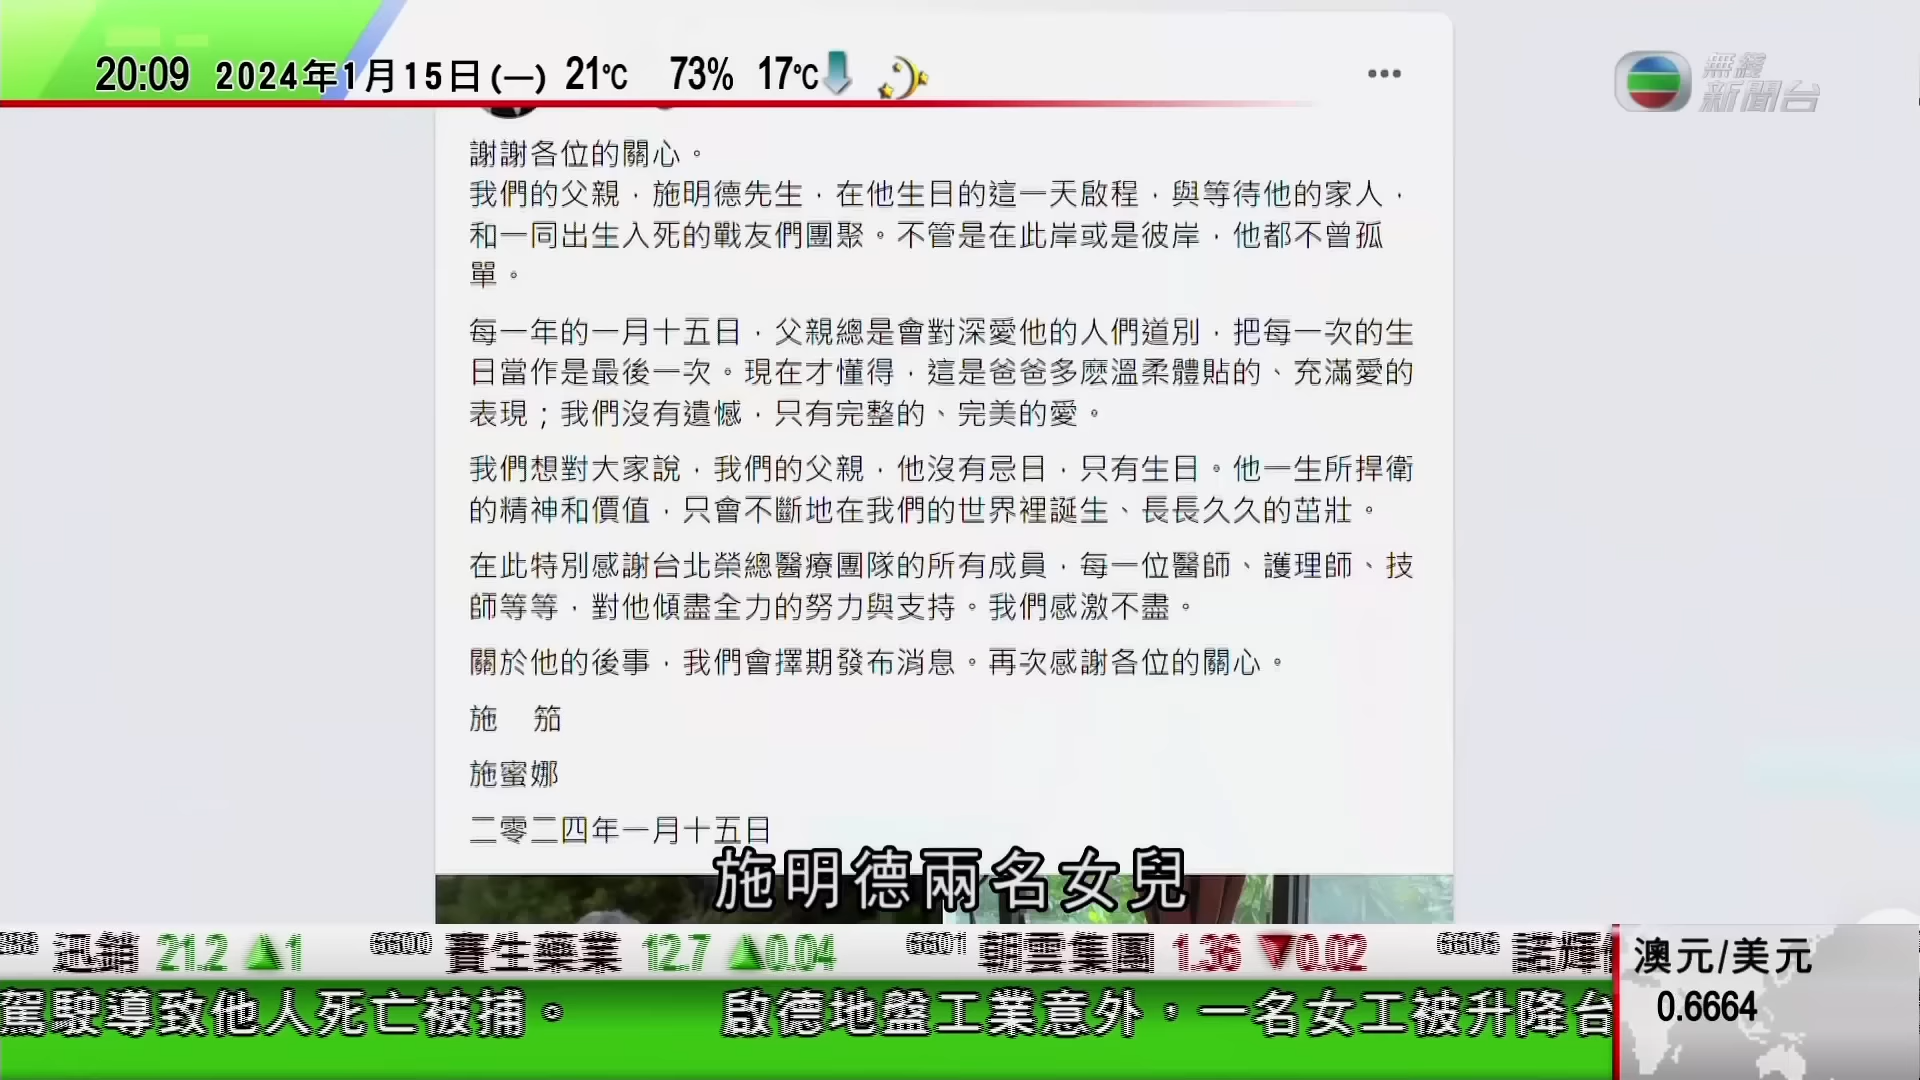 20:09 2024年1月15日(一) 21℃ 73% 17℃
無綫
新聞台
謝謝各位的關心。
我們的父親，施明德先生，在他生日的這一天啟程，與等待他的家人，
和一同出生入死的戰友們團聚。不管是在此岸或是彼岸，他都不曾孤
單。
每一年的一月十五日，父親總是會對深愛他的人們道別，把每一次的生
日當作是最後一次。現在才懂得，這是爸爸多麽溫柔體貼的、充滿愛的
表現；我們沒有遺憾，只有完整的、完美的愛。
我們想對大家說，我們的父親，他沒有忌日，只有生日。他一生所捍衛
的精神和價值，只會不斷地在我們的世界裡誕生、長長久久的茁壯。
在此特別感謝台北榮總醫療團隊的所有成員，每一位醫師、護理師、技
師等等，對他傾盡全力的努力與支持。我們感激不盡。
關於他的後事，我們會擇期發布消息。再次感謝各位的關心。
施 笳
施蜜娜
二零二四年一月十五日
施明德兩名女兒
288 迅銷 21.2 ▲1 6600 賽生藥業 12.7 ▲0.04 6601 朝雲集團 1.36 ▼0.02 6606 諾輝
澳元/美元
0.6664
駕駛導致他人死亡被捕。 啟德地盤工業意外，一名女工被升降台